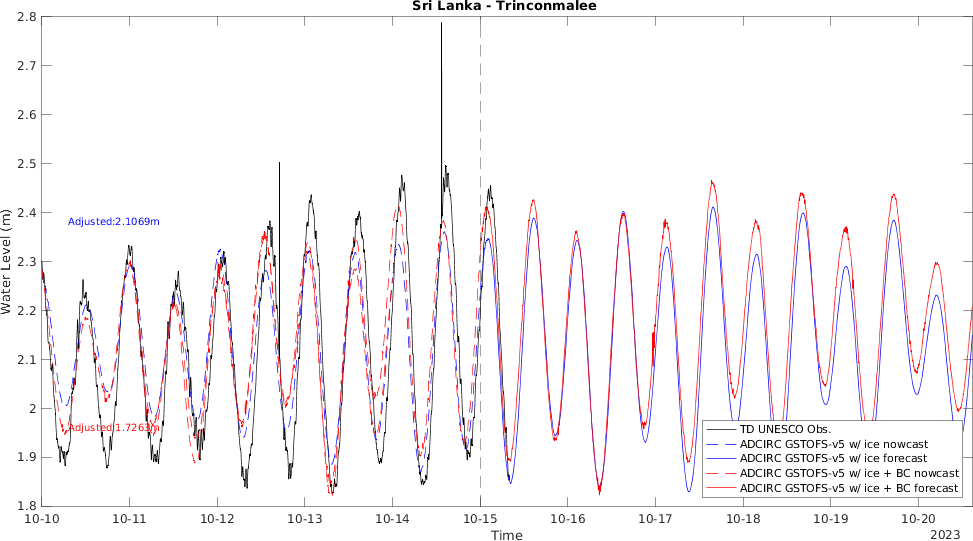 Sri Lanka - Trinconmalee
2.8
2.7
2.6
2.5
2.4
2.3
2.2
2.1
2
1.9
1.8
Water Level (m)
Adjusted:2.1069m
Adjusted:1.7263m
TD UNESCO Obs.
ADCIRC GSTOFS-v5 w/ ice nowcast
ADCIRC GSTOFS-v5 w/ ice forecast
ADCIRC GSTOFS-v5 w/ ice + BC nowcast
ADCIRC GSTOFS-v5 w/ ice + BC forecast
10-10 10-11 10-12 10-13 10-14 10-15 10-16 10-17 10-18 10-19 10-20
Time
2023